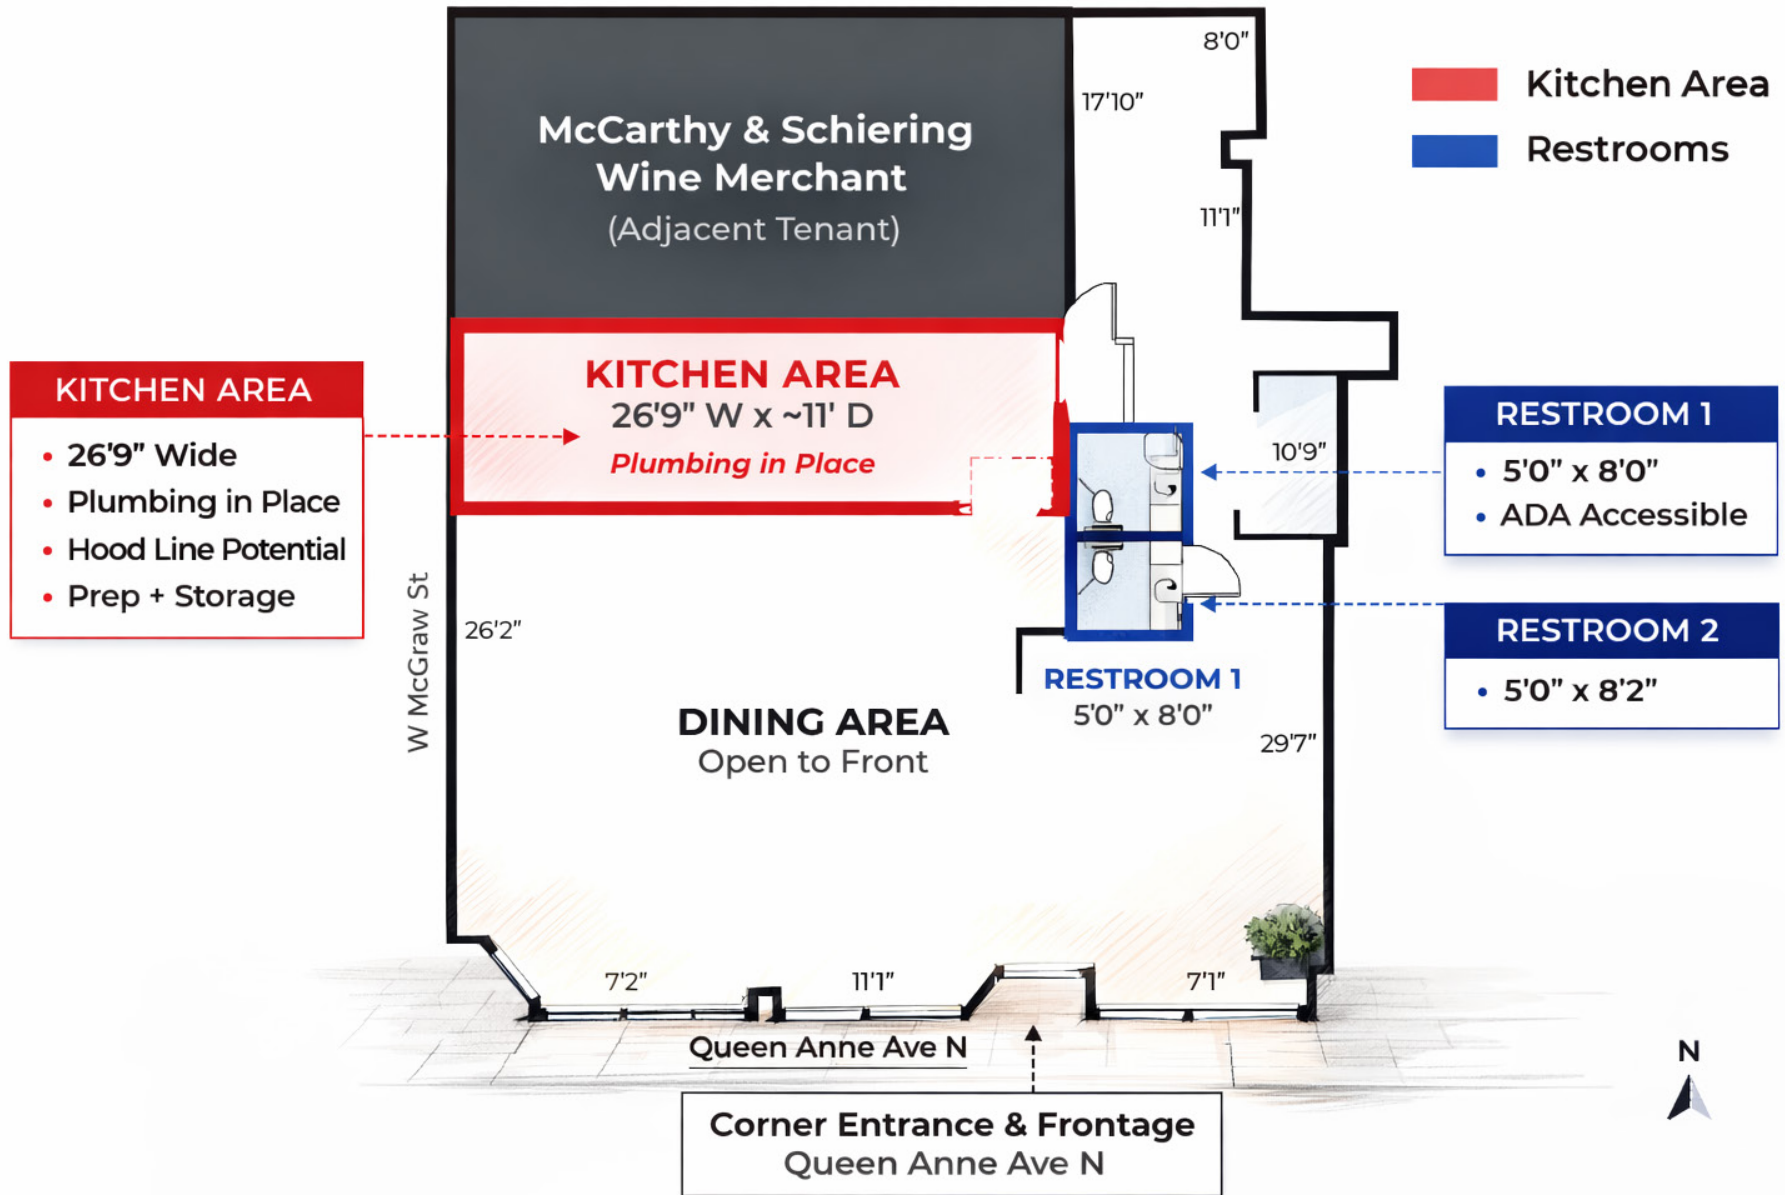 McCarthy & Schiering
Wine Merchant
(Adjacent Tenant)
8'0"
17'10"
11'1"
Kitchen Area
Restrooms
KITCHEN AREA
• 26'9" Wide
• Plumbing in Place
• Hood Line Potential
• Prep + Storage
KITCHEN AREA
26'9" W x ~11' D
Plumbing in Place
10'9"
RESTROOM 1
• 5'0" x 8'0"
• ADA Accessible
RESTROOM 2
• 5'0" x 8'2"
W McGraw St
26'2"
RESTROOM 1
5'0" x 8'0"
DINING AREA
Open to Front
29'7"
7'2"
11'1"
7'1"
Queen Anne Ave N
N
Corner Entrance & Frontage
Queen Anne Ave N